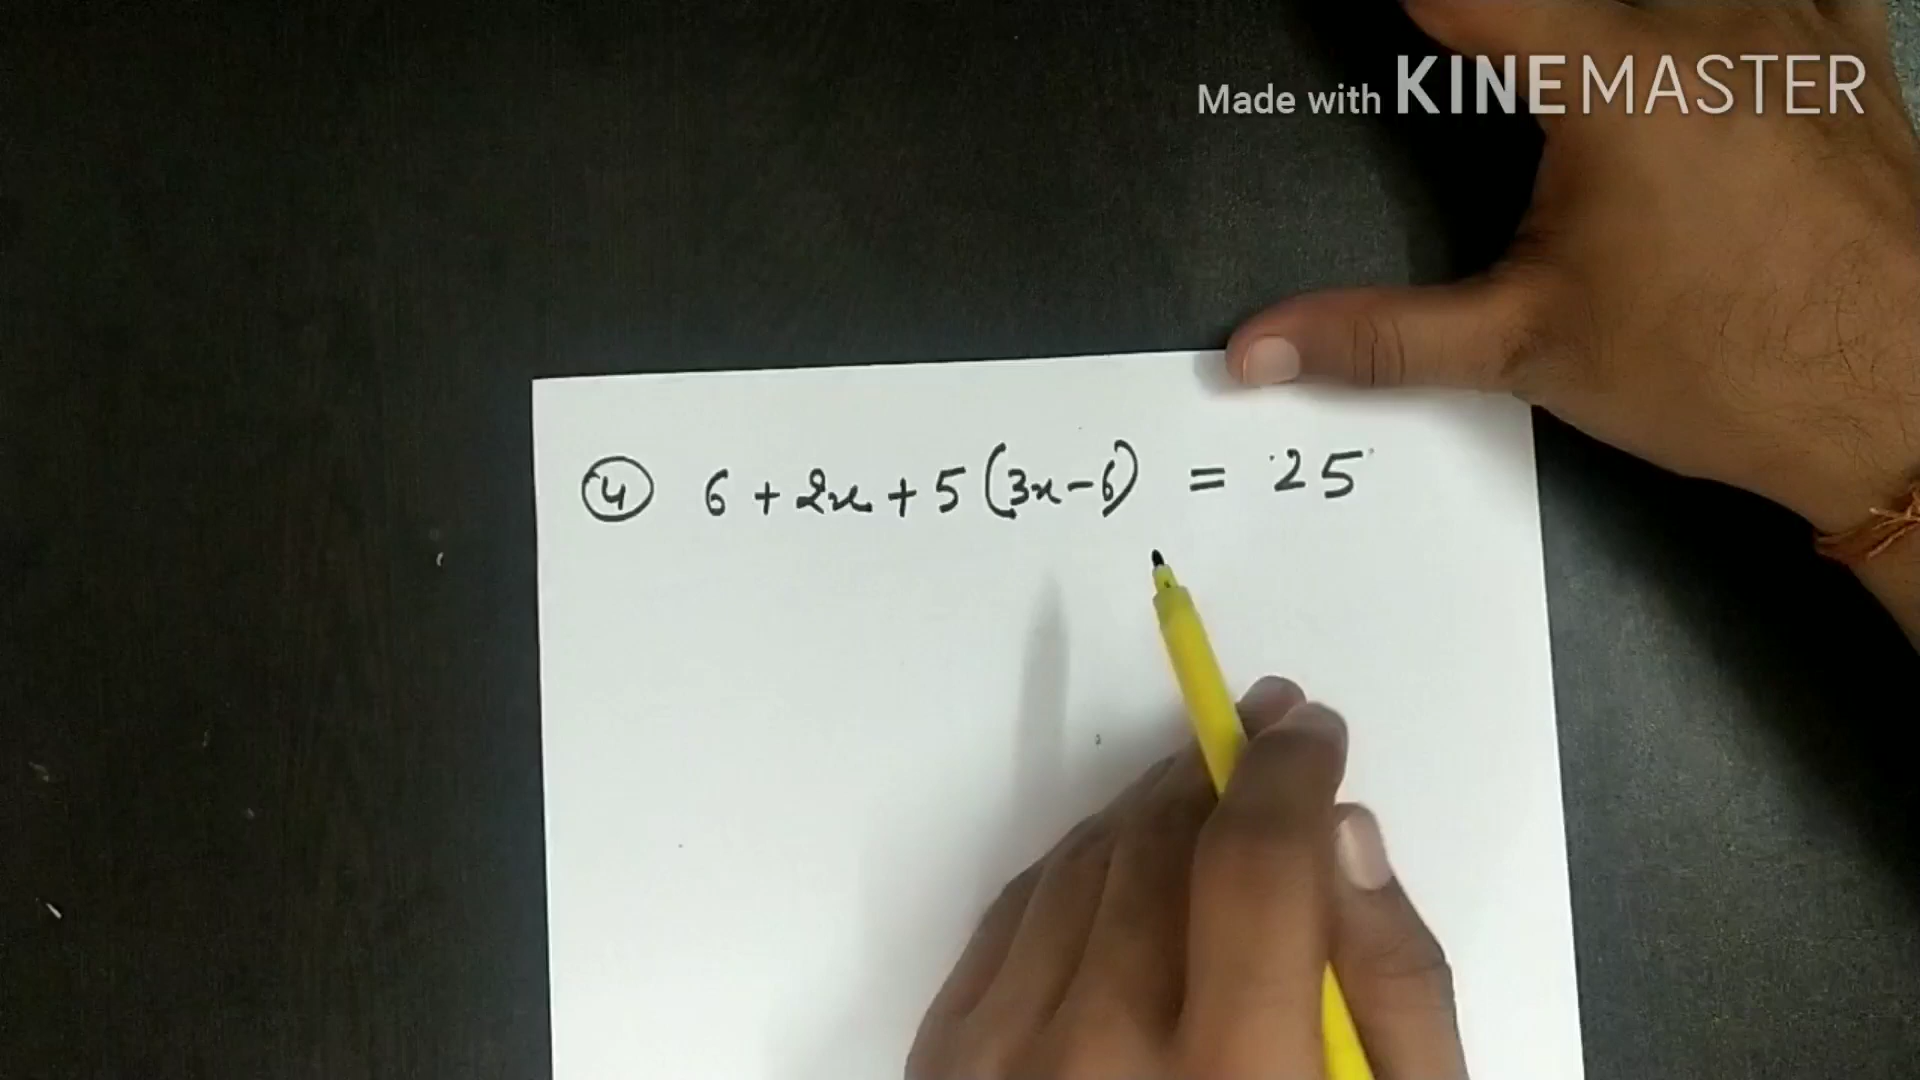 Made with KINEMASTER
④ 6 + 2x + 5 (3x - 6) = 25